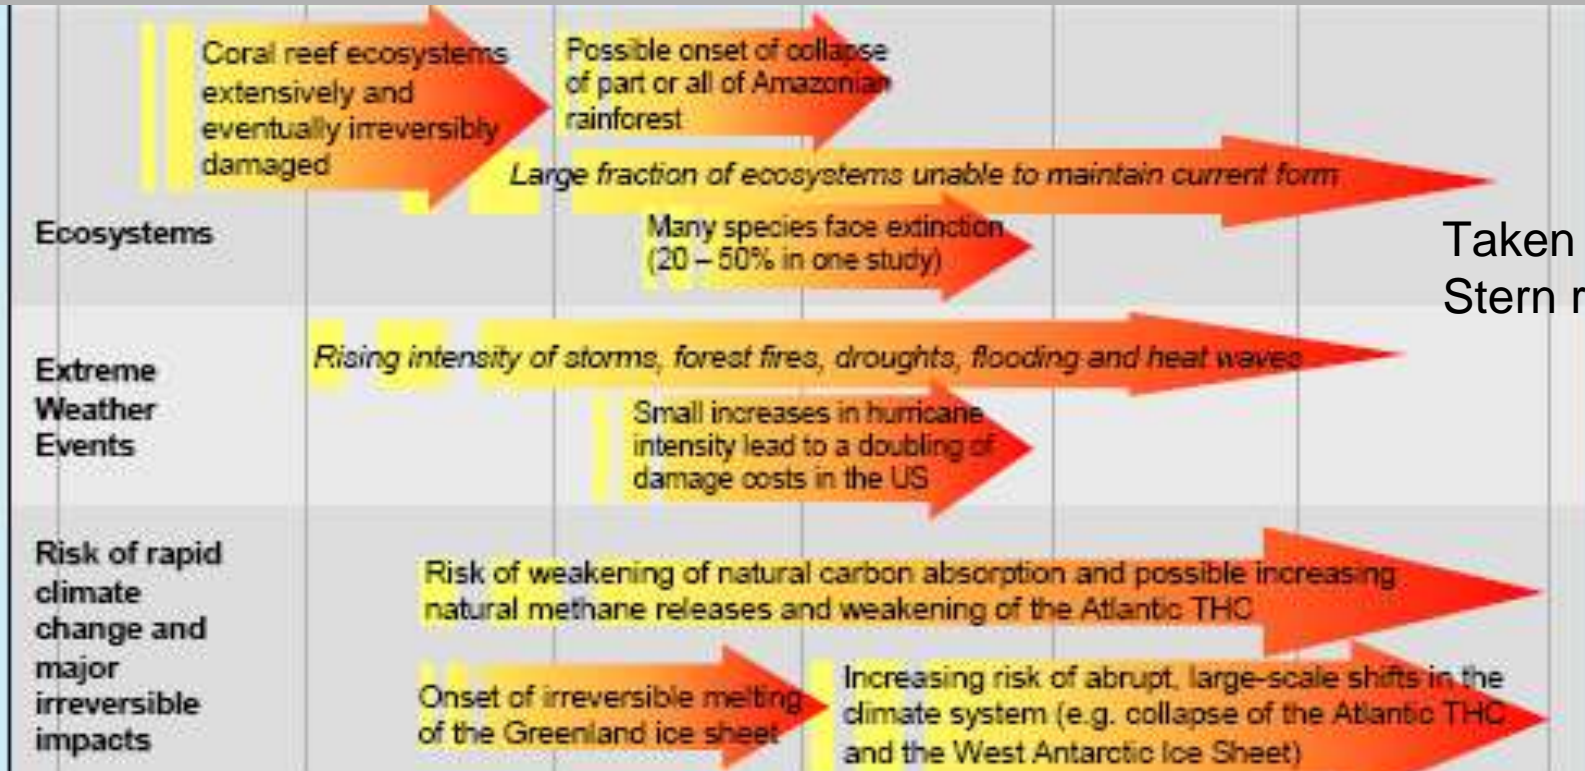 Coral reef ecosystems
extensively and
eventually irreversibly
damaged
Possible onset of collapse
of part or all of Amazonian
rainforest
Large fraction of ecosystems unable to maintain current form
Ecosystems
Many species face extinction
(20 – 50% in one study)
Taken
Stern r
Rising intensity of storms, forest fires, droughts, flooding and heat waves
Extreme
Weather
Events
Small increases in hurricane
intensity lead to a doubling of
damage costs in the US
Risk of rapid
climate
change and
major
irreversible
impacts
Risk of weakening of natural carbon absorption and possible increasing
natural methane releases and weakening of the Atlantic THC
Onset of irreversible melting
of the Greenland ice sheet
Increasing risk of abrupt, large-scale shifts in the
climate system (e.g. collapse of the Atlantic THC
and the West Antarctic Ice Sheet)